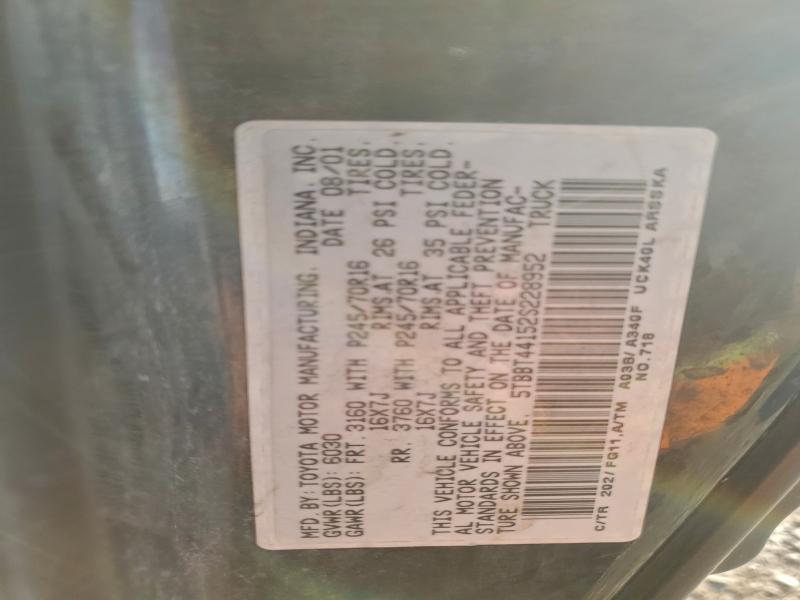 MFD. BY: TOYOTA MOTOR MANUFACTURING, INDIANA, INC.
GVWR(LBS): 6030 DATE 08/01
GAWR(LBS): FRT. 3160 WITH P245/70R16 TIRES,
16X7J RIMS,AT 26 PSI COLD.
RR. 3760 WITH P245/70R16 TIRES,
16X7J RIMS,AT 35 PSI COLD.
THIS VEHICLE CONFORMS TO ALL APPLICABLE FEDER-
AL MOTOR VEHICLE SAFETY AND THEFT PREVENTION
STANDARDS IN EFFECT ON THE DATE OF MANUFAC-
TURE SHOWN ABOVE. 5TBBT44152S228952 TRUCK
C/TR 202/FG11,A/TM A03B/A340F UCK40L ARSSKA
NO.718